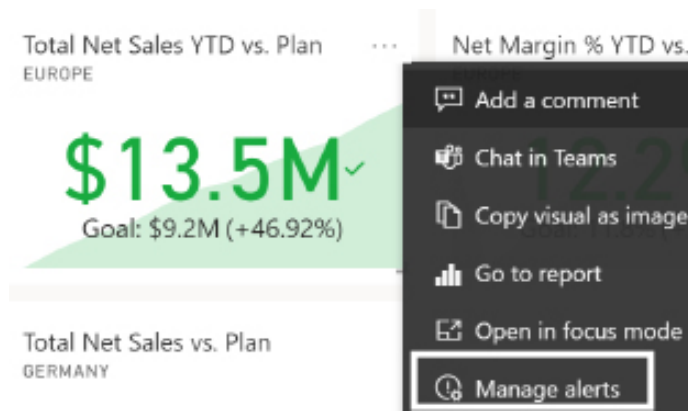 Total Net Sales YTD vs. Plan
EUROPE
$13.5M
Goal: $9.2M (+46.92%)
Total Net Sales vs. Plan
GERMANY
Net Margin % YTD vs.
Add a comment
Chat in Teams
Copy visual as image
Go to report
Open in focus mode
Manage alerts